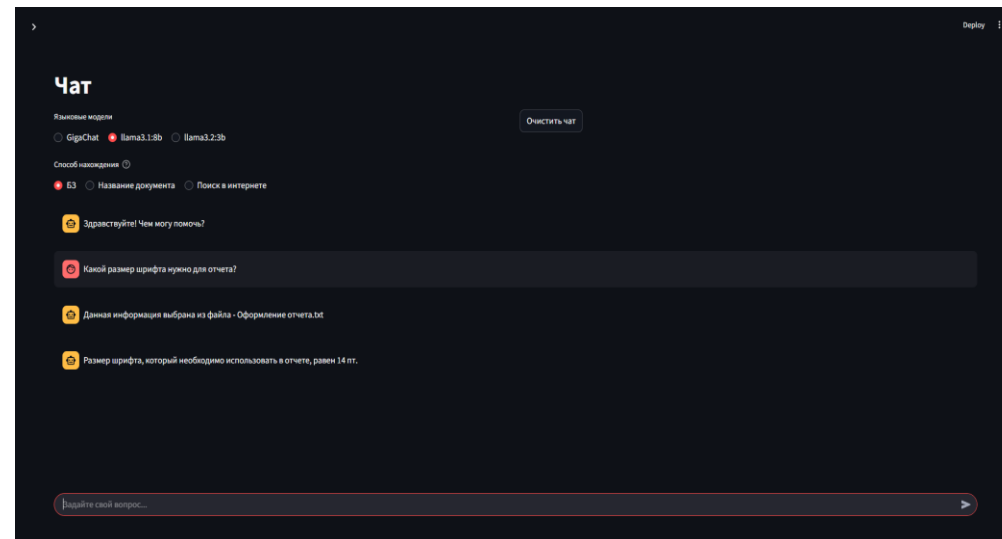 Deploy
Чат
Языковые модели
GigaChat llama3.1:8b llama3.2:3b
Очистить чат
Способ нахождения
БЗ Название документа Поиск в интернете
Здравствуйте! Чем могу помочь?
Какой размер шрифта нужно для отчета?
Данная информация выбрана из файла - Оформление отчета.txt
Размер шрифта, который необходимо использовать в отчете, равен 14 пт.
Задайте свой вопрос...